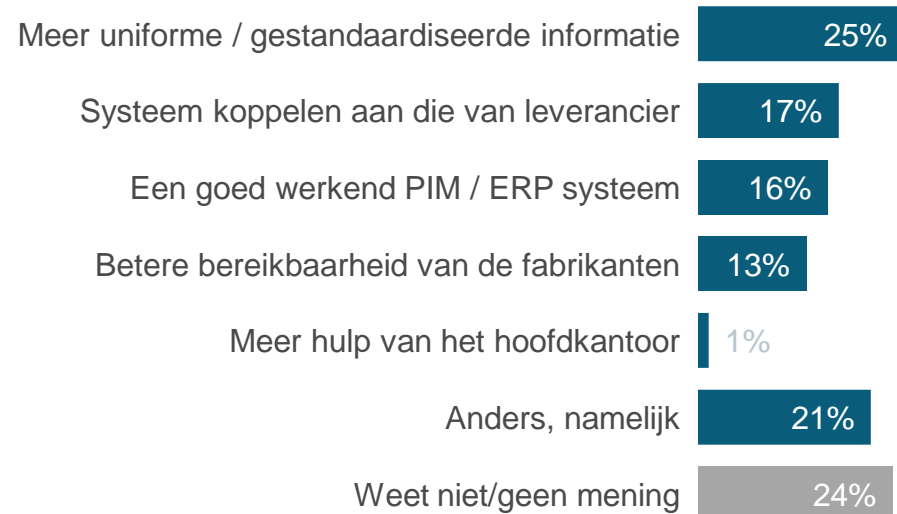 Meer uniforme / gestandaardiseerde informatie 25%
Systeem koppelen aan die van leverancier 17%
Een goed werkend PIM / ERP systeem 16%
Betere bereikbaarheid van de fabrikanten 13%
Meer hulp van het hoofdkantoor 1%
Anders, namelijk 21%
Weet niet/geen mening 24%